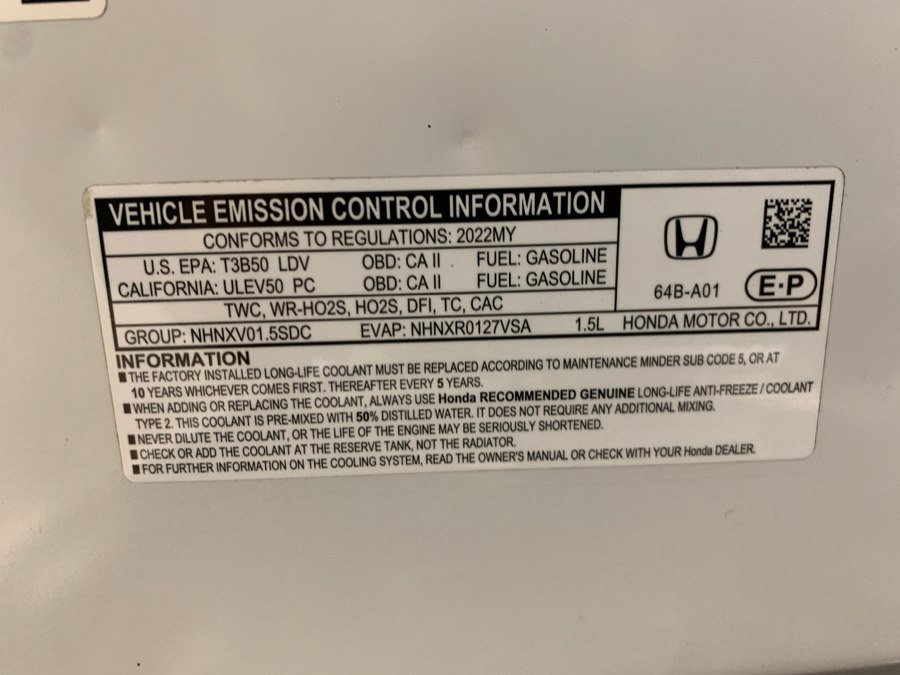 VEHICLE EMISSION CONTROL INFORMATION
CONFORMS TO REGULATIONS: 2022MY
U.S. EPA: T3B50 LDV OBD: CA II FUEL: GASOLINE
CALIFORNIA: ULEV50 PC OBD: CA II FUEL: GASOLINE
TWC, WR-HO2S, HO2S, DFI, TC, CAC
GROUP: NHNXV01.5SDC EVAP: NHNXR0127VSA 1.5L
64B-A01
E·P
HONDA MOTOR CO., LTD.
INFORMATION
■ THE FACTORY INSTALLED LONG-LIFE COOLANT MUST BE REPLACED ACCORDING TO MAINTENANCE MINDER SUB CODE 5, OR AT
10 YEARS WHICHEVER COMES FIRST. THEREAFTER EVERY 5 YEARS.
■ WHEN ADDING OR REPLACING THE COOLANT, ALWAYS USE Honda RECOMMENDED GENUINE LONG-LIFE ANTI-FREEZE / COOLANT
TYPE 2. THIS COOLANT IS PRE-MIXED WITH 50% DISTILLED WATER. IT DOES NOT REQUIRE ANY ADDITIONAL MIXING.
■ NEVER DILUTE THE COOLANT, OR THE LIFE OF THE ENGINE MAY BE SERIOUSLY SHORTENED.
■ CHECK OR ADD THE COOLANT AT THE RESERVE TANK, NOT THE RADIATOR.
■ FOR FURTHER INFORMATION ON THE COOLING SYSTEM, READ THE OWNER'S MANUAL OR CHECK WITH YOUR Honda DEALER.